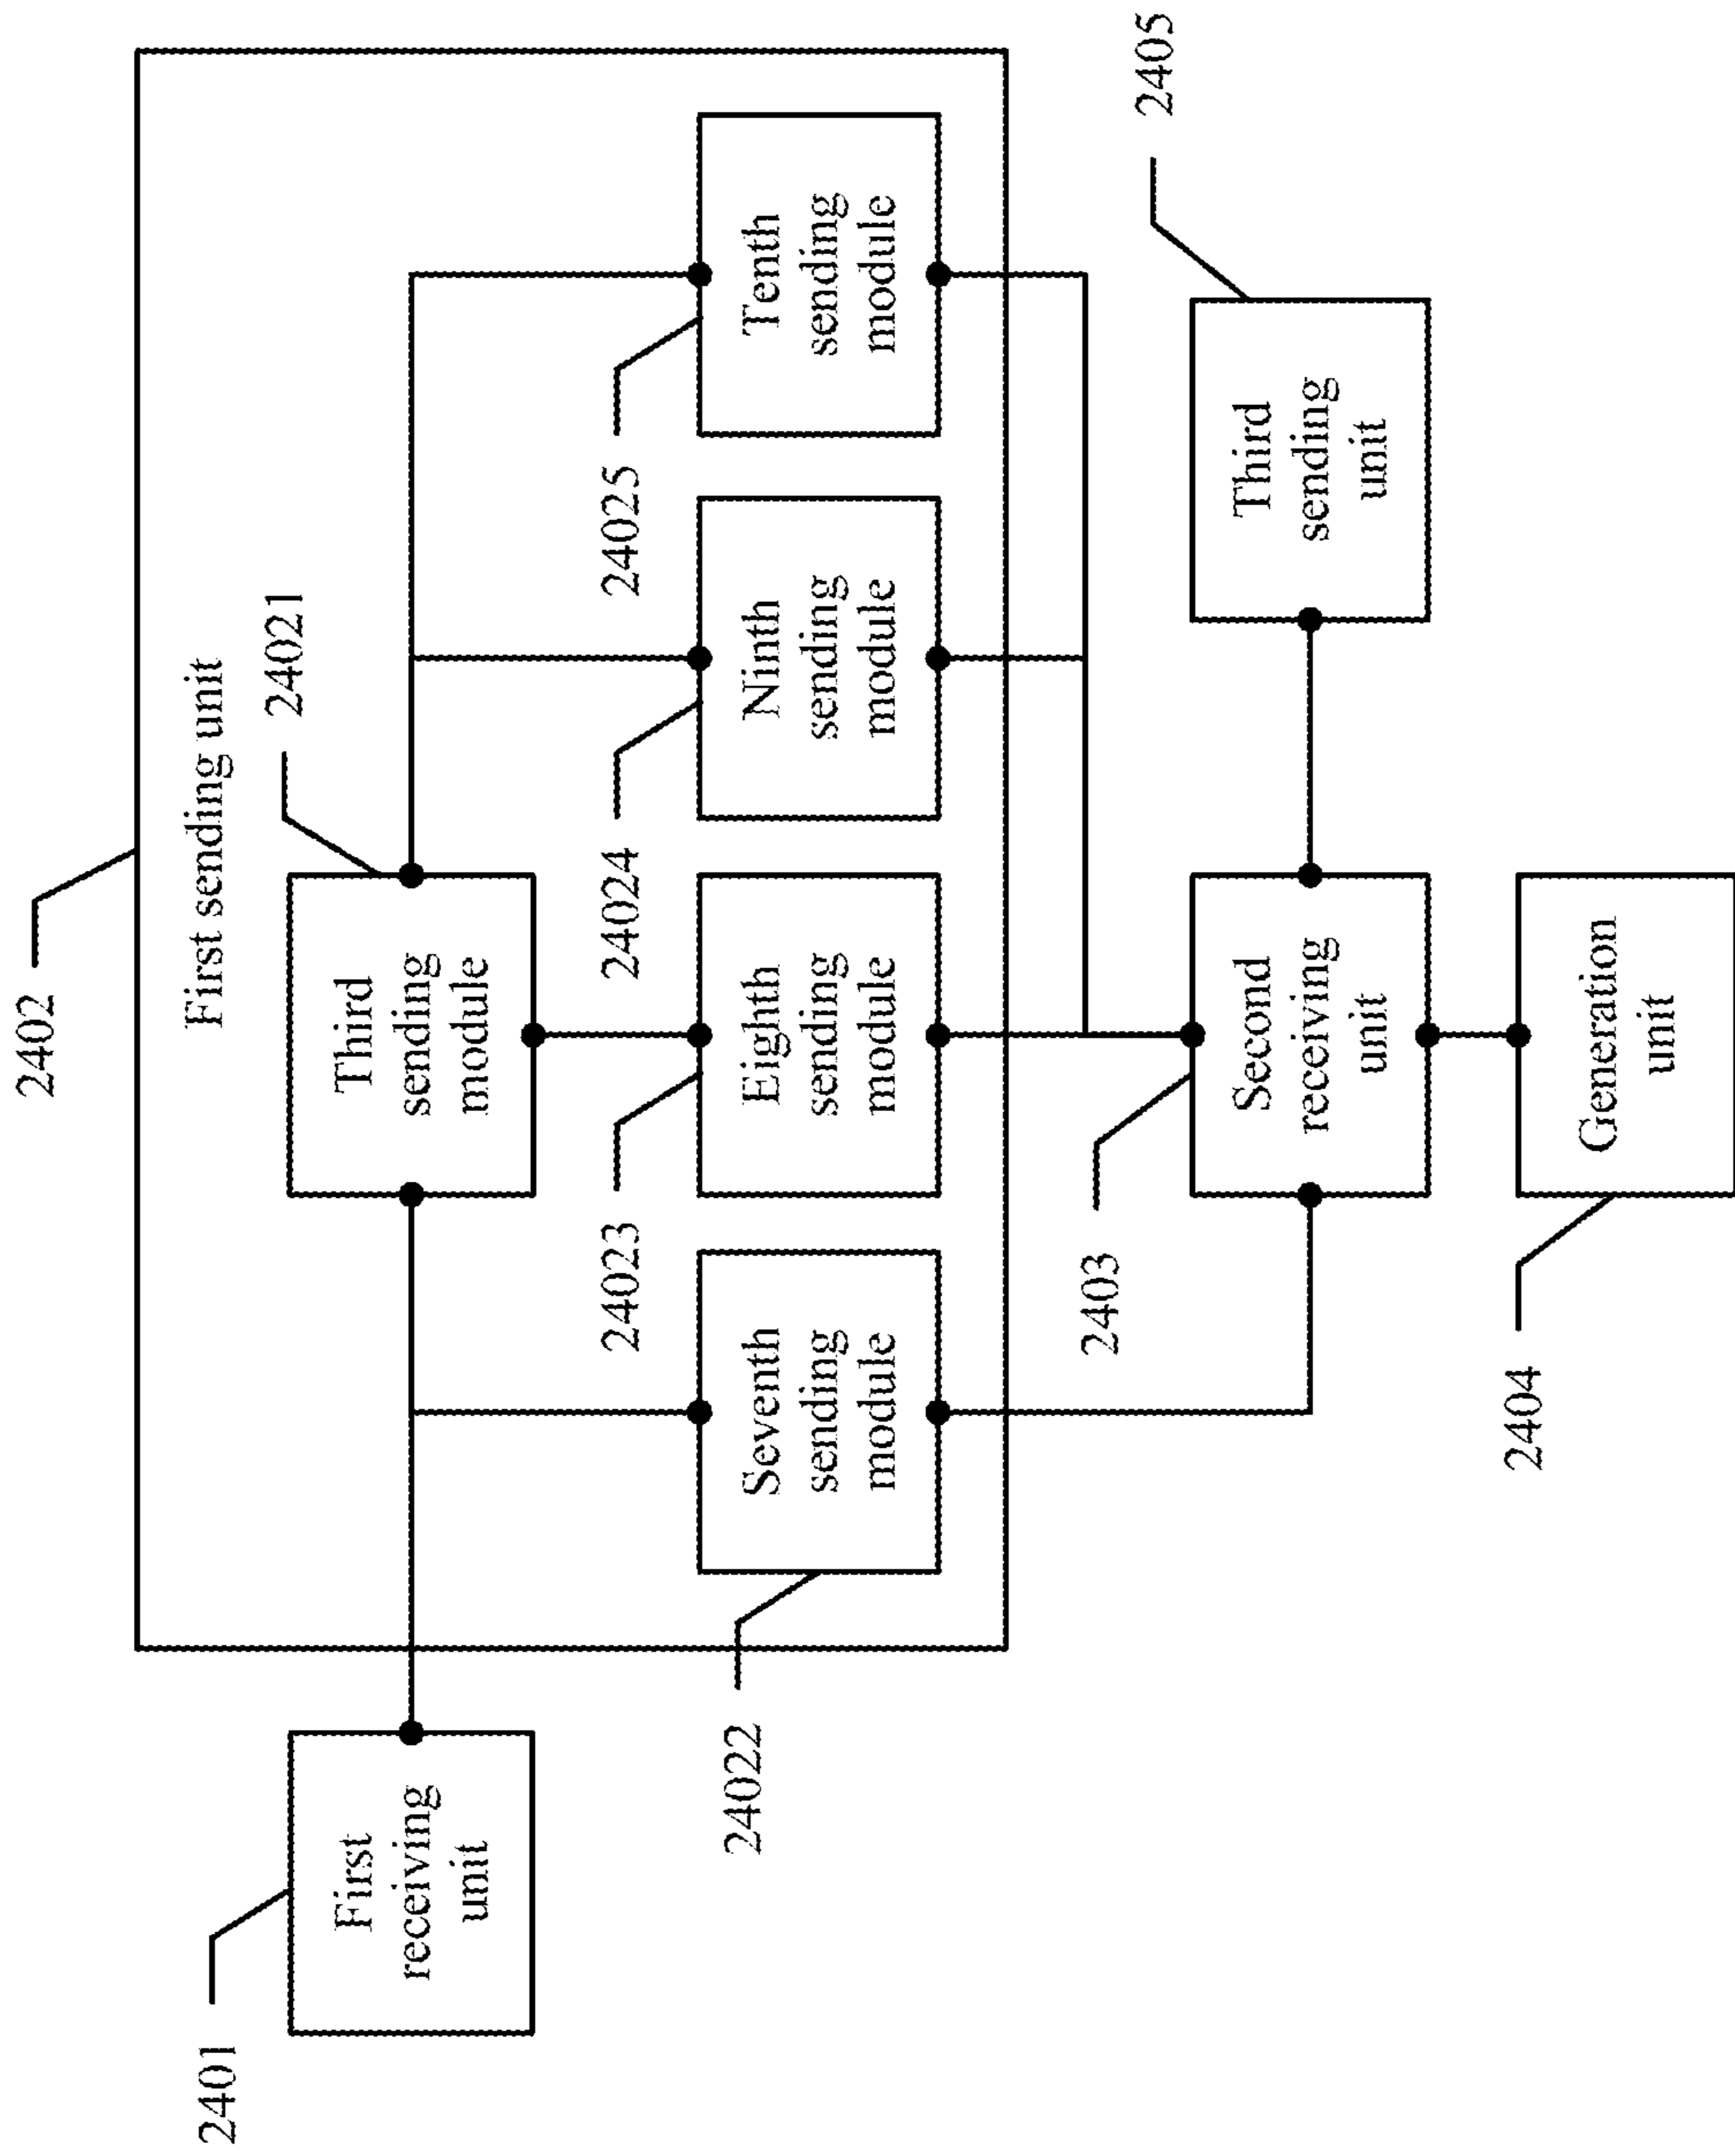 2402
First sending unit
2401
24021
First
receiving
unit
Third
sending
module
24022
24023
24024
24025
Seventh
sending
module
Eighth
sending
module
Ninth
sending
module
Tenth
sending
module
2403
2405
Second
receiving
unit
Third
sending
unit
2404
Generation
unit